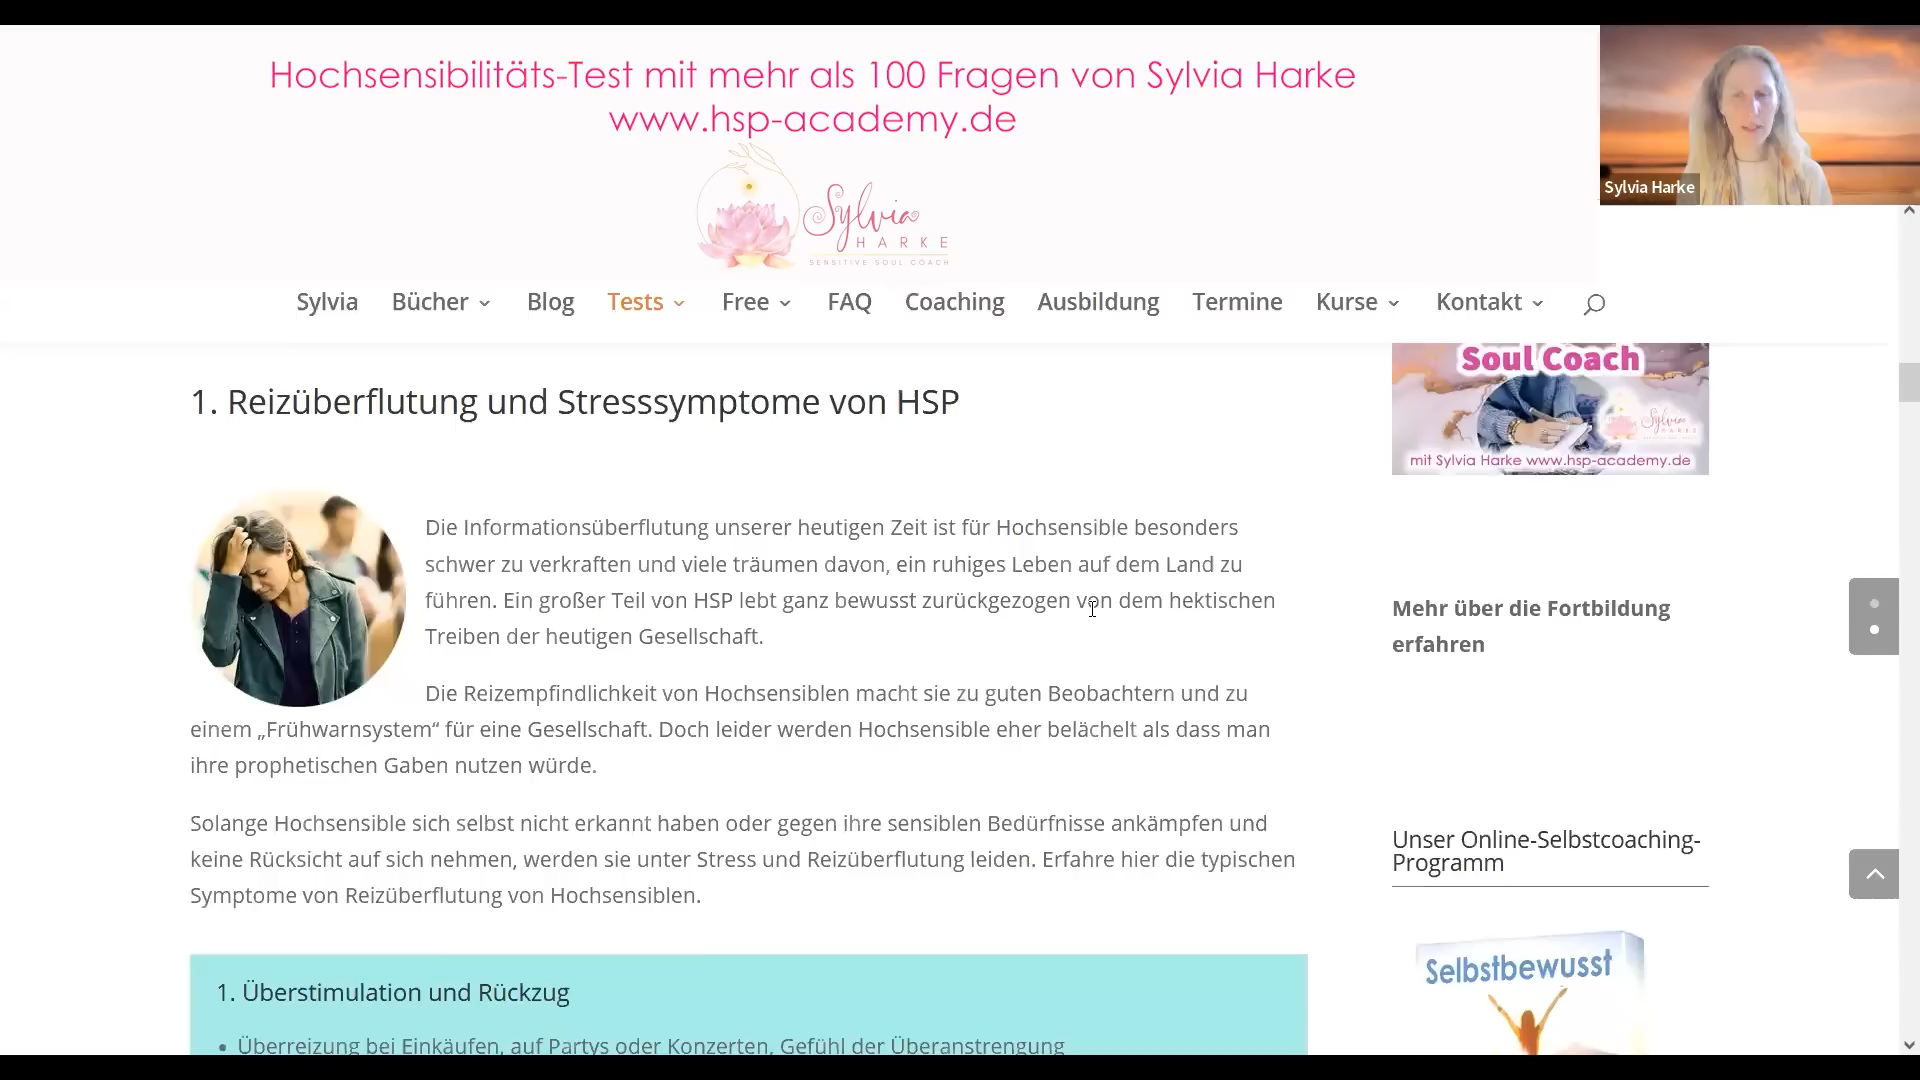 Hochsensibilitäts-Test mit mehr als 100 Fragen von Sylvia Harke
www.hsp-academy.de
Sylvia
HARKE
SENSITIVE SOUL COACH
Sylvia Harke
Sylvia Bücher Blog Tests Free FAQ Coaching Ausbildung Termine Kurse Kontakt
1. Reizüberflutung und Stresssymptome von HSP
Die Informationsüberflutung unserer heutigen Zeit ist für Hochsensible besonders
schwer zu verkraften und viele träumen davon, ein ruhiges Leben auf dem Land zu
führen. Ein großer Teil von HSP lebt ganz bewusst zurückgezogen von dem hektischen
Treiben der heutigen Gesellschaft.
Die Reizempfindlichkeit von Hochsensiblen macht sie zu guten Beobachtern und zu
einem „Frühwarnsystem“ für eine Gesellschaft. Doch leider werden Hochsensible eher belächelt als dass man
ihre prophetischen Gaben nutzen würde.
Solange Hochsensible sich selbst nicht erkannt haben oder gegen ihre sensiblen Bedürfnisse ankämpfen und
keine Rücksicht auf sich nehmen, werden sie unter Stress und Reizüberflutung leiden. Erfahre hier die typischen
Symptome von Reizüberflutung von Hochsensiblen.
1. Überstimulation und Rückzug
• Überreizung bei Einkäufen, auf Partys oder Konzerten, Gefühl der Überanstrengung
Soul Coach
Sylvia
HARKE
mit Sylvia Harke www.hsp-academy.de
Mehr über die Fortbildung
erfahren
Unser Online-Selbstcoaching-
Programm
Selbstbewusst